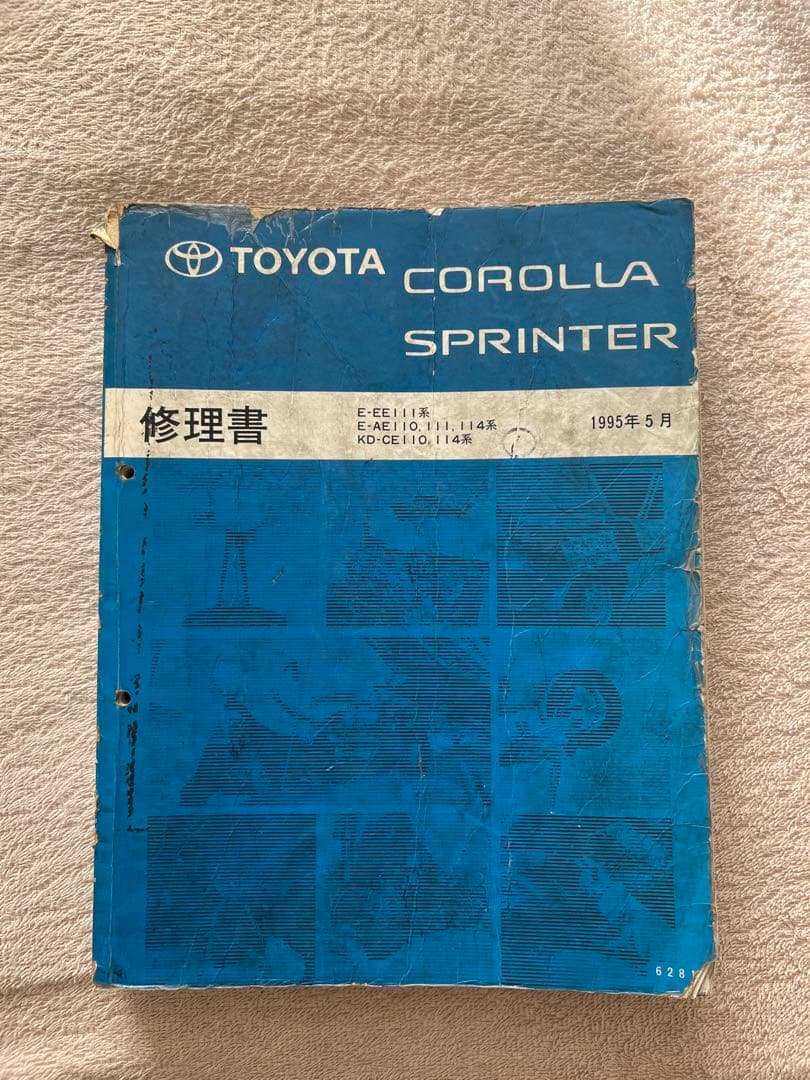 TOYOTA COROLLA
SPRINTER
修理書
E-EE111系
E-AE110, 111, 114系
KD-CE110, 114系
1995年5月
6281